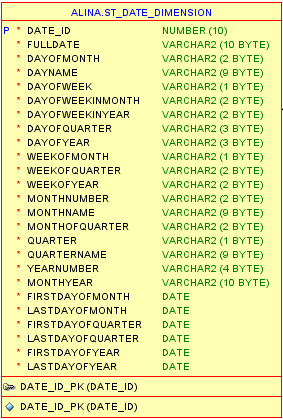 ALINA.ST_DATE_DIMENSION
P * DATE_ID NUMBER (10)
* FULLDATE VARCHAR2 (10 BYTE)
* DAYOFMONTH VARCHAR2 (2 BYTE)
* DAYNAME VARCHAR2 (9 BYTE)
* DAYOFWEEK VARCHAR2 (1 BYTE)
* DAYOFWEEKINMONTH VARCHAR2 (2 BYTE)
* DAYOFWEEKINYEAR VARCHAR2 (2 BYTE)
* DAYOFQUARTER VARCHAR2 (3 BYTE)
* DAYOFYEAR VARCHAR2 (3 BYTE)
* WEEKOFMONTH VARCHAR2 (1 BYTE)
* WEEKOFQUARTER VARCHAR2 (2 BYTE)
* WEEKOFYEAR VARCHAR2 (2 BYTE)
* MONTHNUMBER VARCHAR2 (2 BYTE)
* MONTHNAME VARCHAR2 (9 BYTE)
* MONTHOFQUARTER VARCHAR2 (2 BYTE)
* QUARTER VARCHAR2 (1 BYTE)
* QUARTERNAME VARCHAR2 (9 BYTE)
* YEARNUMBER VARCHAR2 (4 BYTE)
* MONTHYEAR VARCHAR2 (10 BYTE)
* FIRSTDAYOFMONTH DATE
* LASTDAYOFMONTH DATE
* FIRSTDAYOFQUARTER DATE
* LASTDAYOFQUARTER DATE
* FIRSTDAYOFYEAR DATE
* LASTDAYOFYEAR DATE
DATE_ID_PK (DATE_ID)
DATE_ID_PK (DATE_ID)